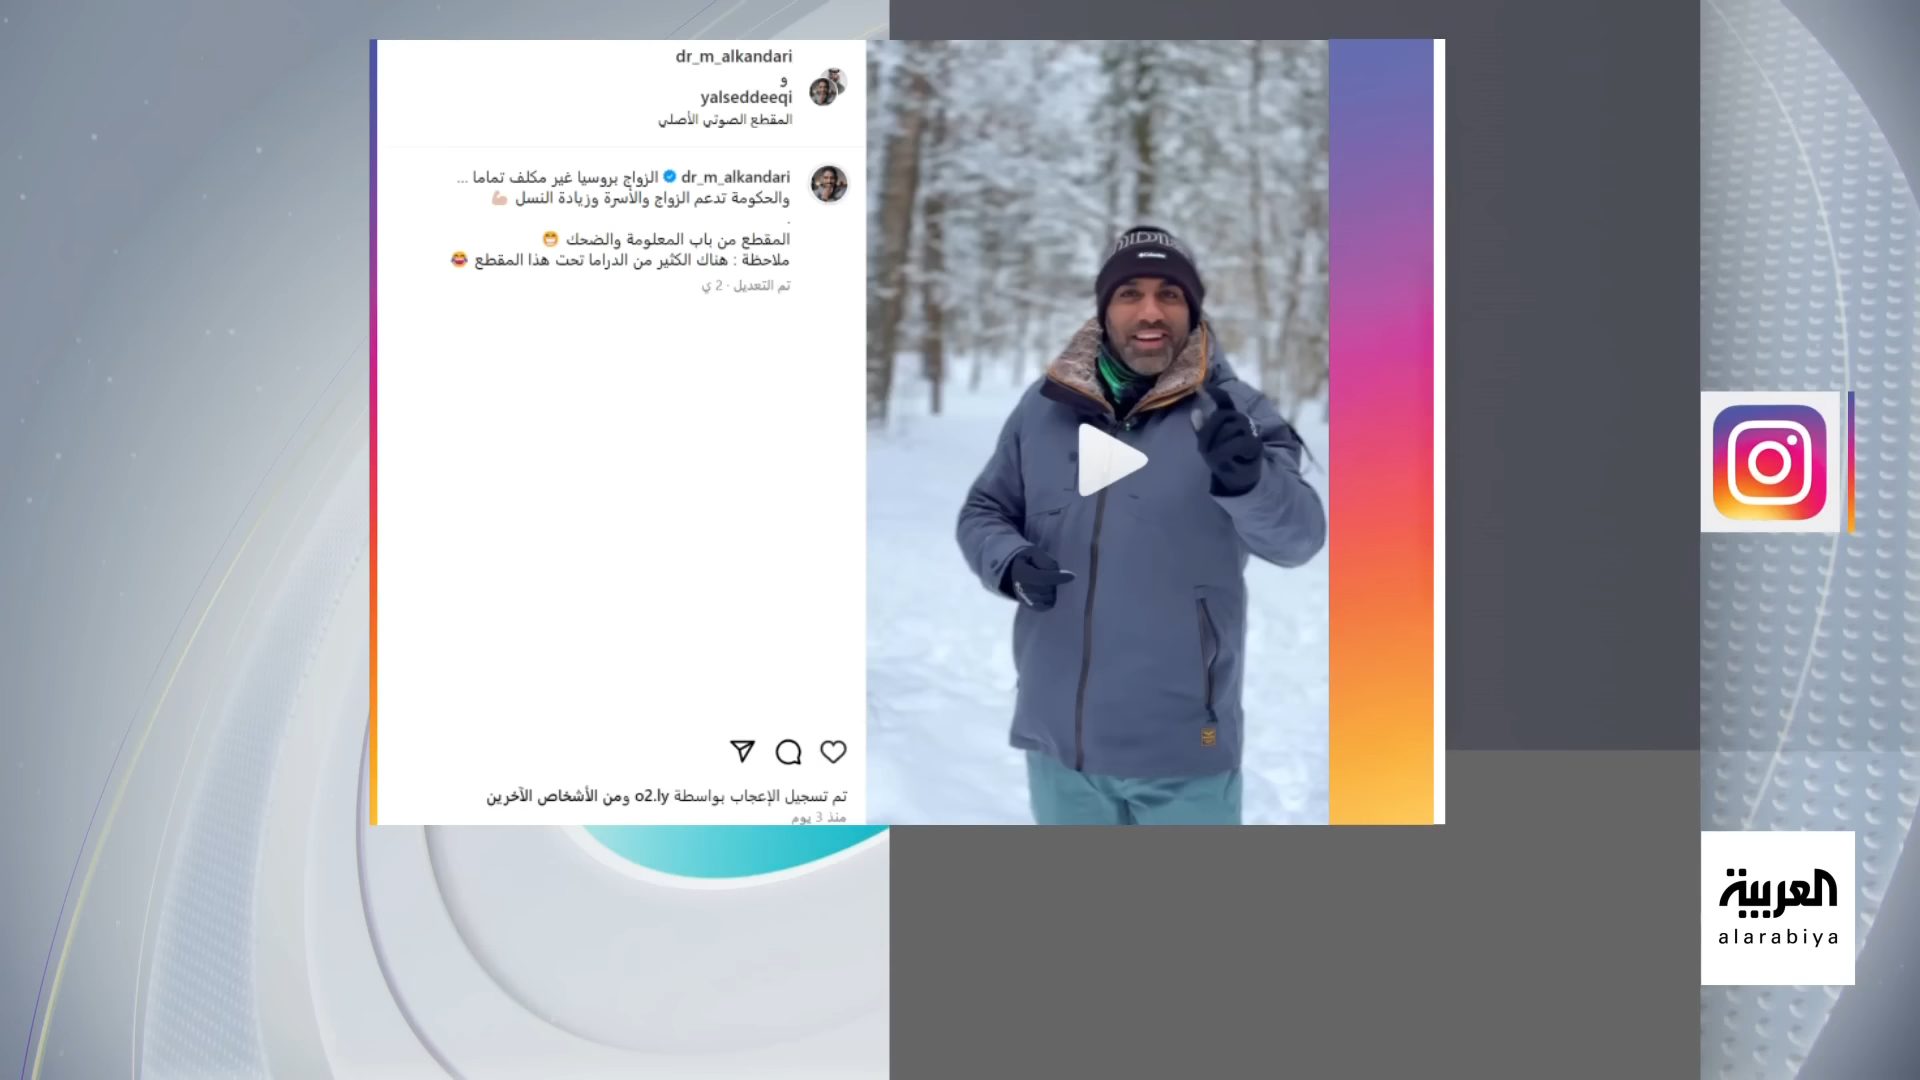 dr_m_alkandari
و
yalseddeeqi
المقطع الصوتي الأصلي
dr_m_alkandari الزواج بروسيا غير مكلف تماما ...
والحكومة تدعم الزواج والأسرة وزيادة النسل 💪🏼
.
المقطع من باب المعلومة والضحك 😁
ملاحظة : هناك الكثير من الدراما تحت هذا المقطع 😂
تم التعديل · 2 ي
تم تسجيل الإعجاب بواسطة o2.ly ومن الأشخاص الآخرين
منذ 3 يوم
Columbia
العربية
alarabiya